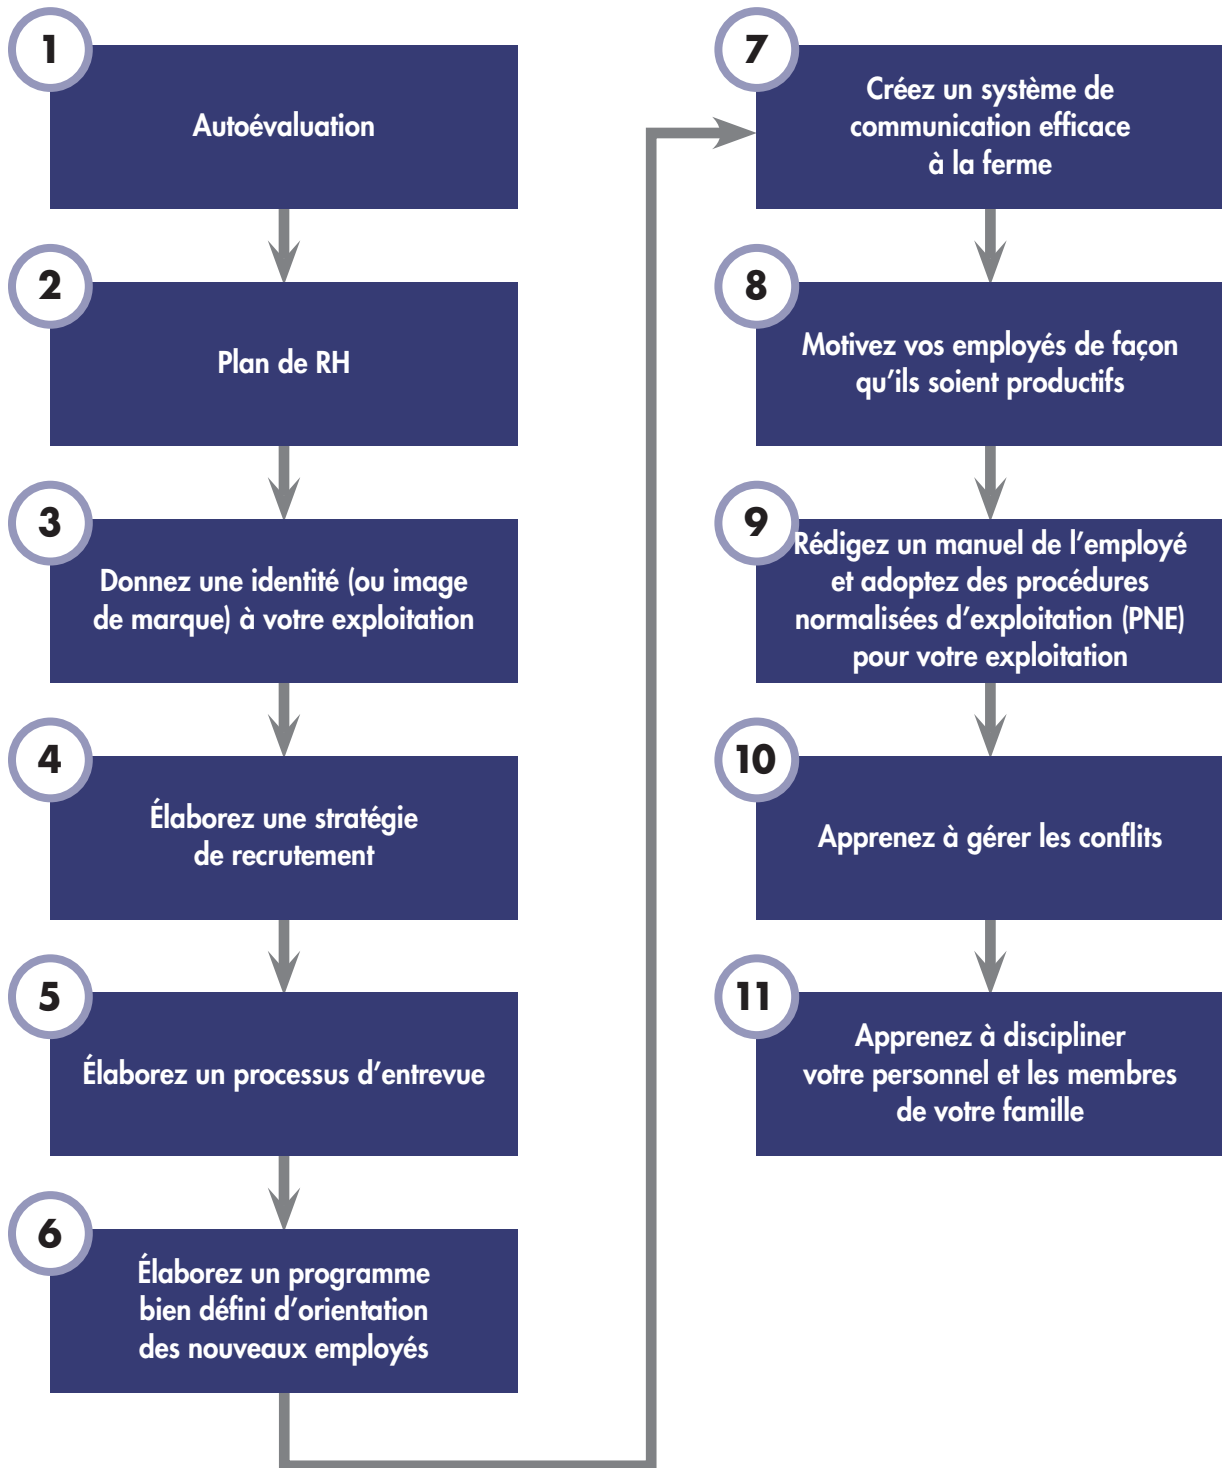 1
Autoévaluation
2
Plan de RH
3
Donnez une identité (ou image
de marque) à votre exploitation
4
Élaborez une stratégie
de recrutement
5
Élaborez un processus d’entrevue
6
Élaborez un programme
bien défini d’orientation
des nouveaux employés
7
Créez un système de
communication efficace
à la ferme
8
Motivez vos employés de façon
qu’ils soient productifs
9
Rédigez un manuel de l’employé
et adoptez des procédures
normalisées d’exploitation (PNE)
pour votre exploitation
10
Apprenez à gérer les conflits
11
Apprenez à discipliner
votre personnel et les membres
de votre famille